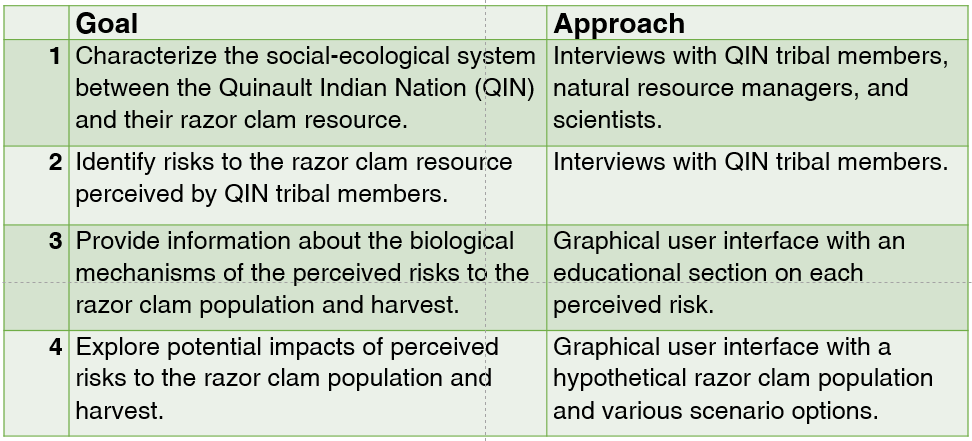 Goal Approach
1 Characterize the social-ecological system Interviews with QIN tribal members,
between the Quinault Indian Nation (QIN) natural resource managers, and
and their razor clam resource. scientists.
2 Identify risks to the razor clam resource Interviews with QIN tribal members.
perceived by QIN tribal members.
3 Provide information about the biological Graphical user interface with an
mechanisms of the perceived risks to the educational section on each
razor clam population and harvest. perceived risk.
4 Explore potential impacts of perceived Graphical user interface with a
risks to the razor clam population and hypothetical razor clam population
harvest. and various scenario options.